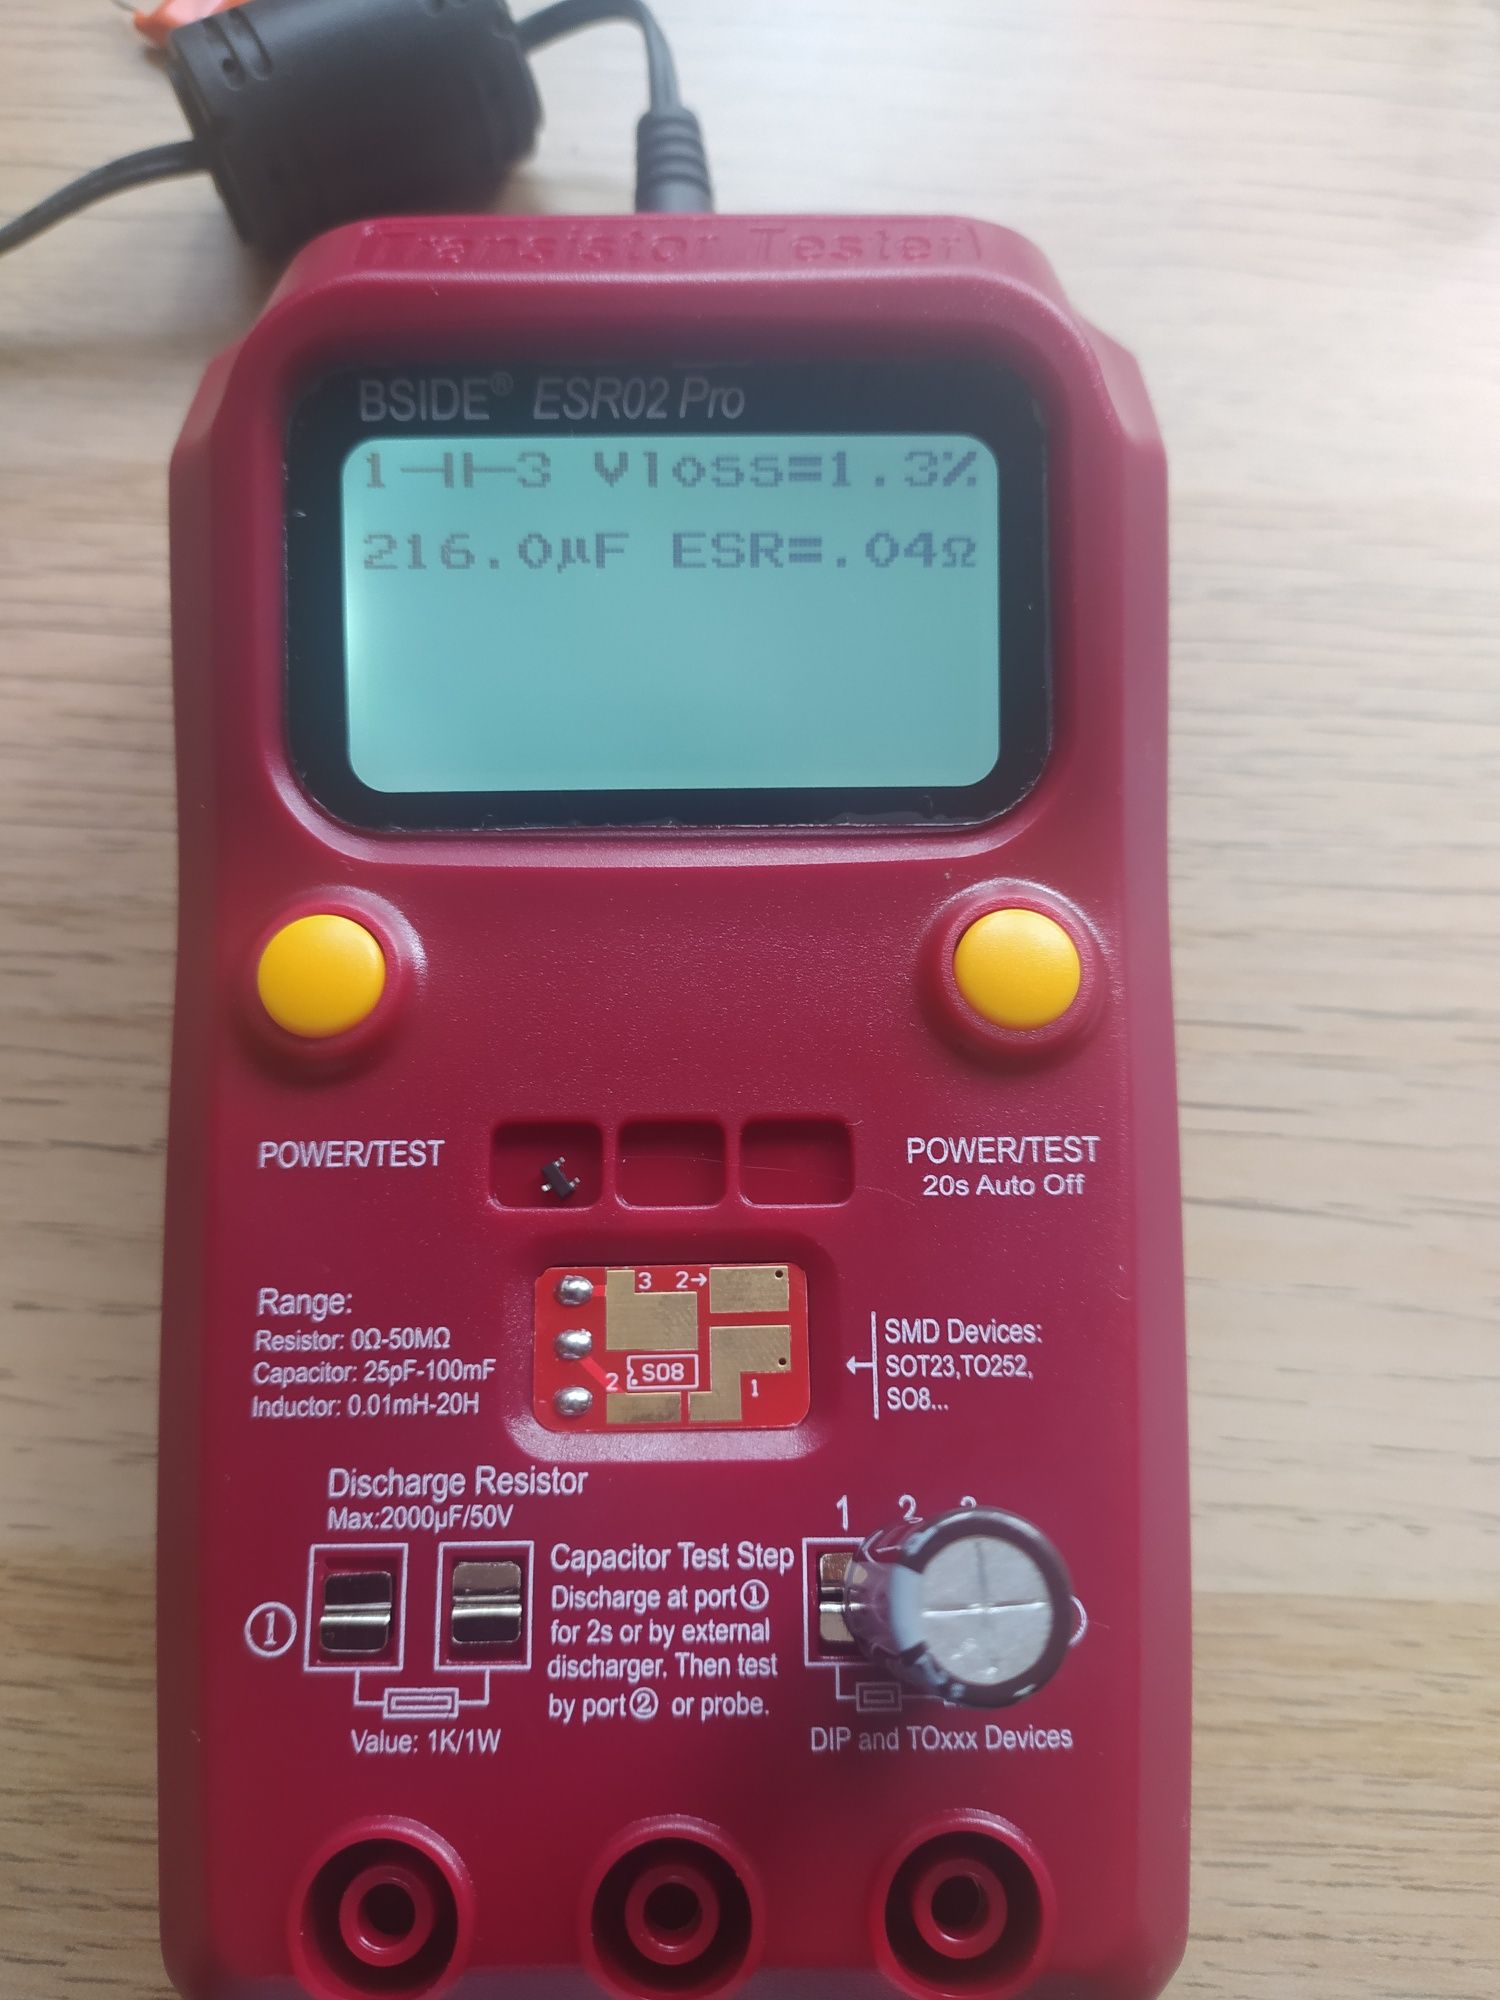 Transistor Tester
BSIDE® ESR02 Pro
1⊣⊢3 Vloss=1.3%
216.0µF ESR=.04Ω
POWER/TEST
POWER/TEST
20s Auto Off
Range:
Resistor: 0Ω-50MΩ
Capacitor: 25pF-100mF
Inductor: 0.01mH-20H
3 2→
SO8
2 1
SMD Devices:
SOT23,TO252,
SO8...
Discharge Resistor
Max:2000µF/50V
①
Value: 1K/1W
Capacitor Test Step
Discharge at port①
for 2s or by external
discharger. Then test
by port② or probe.
1 2
DIP and TOxxx Devices